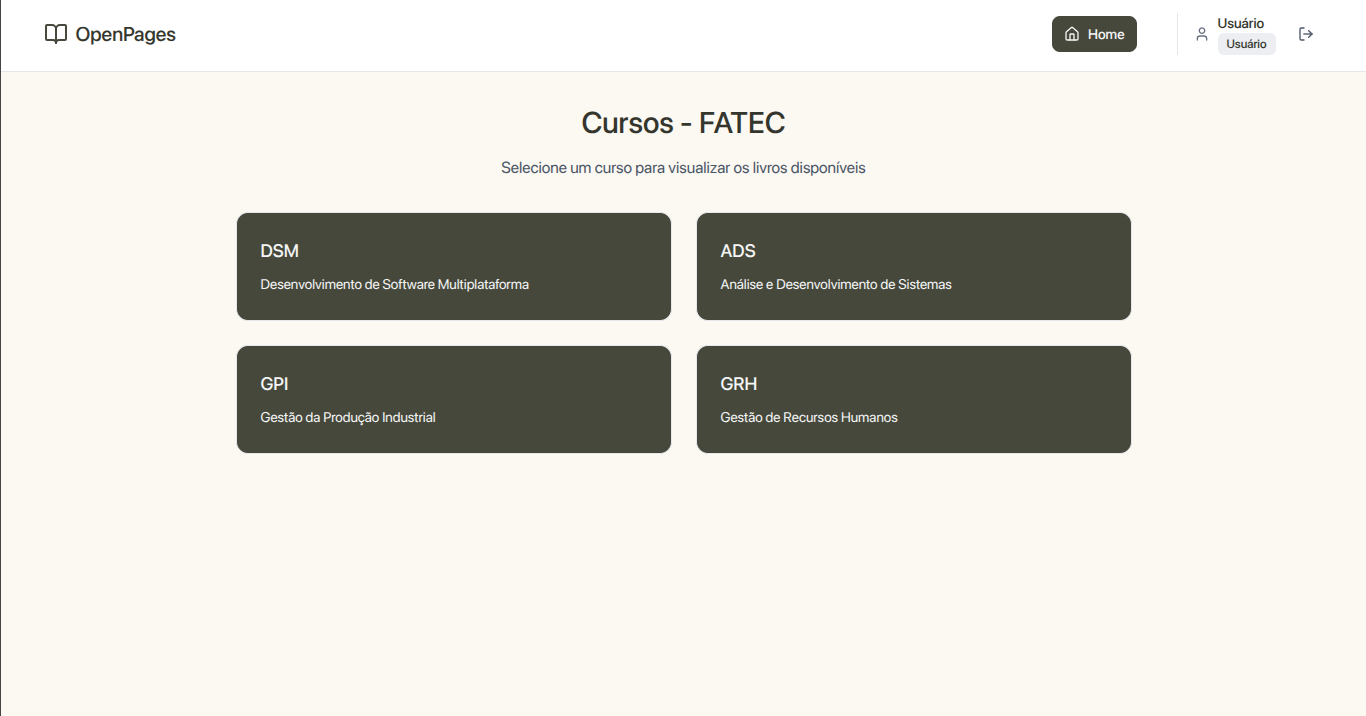 OpenPages
Home
Usuário
Usuário
Cursos - FATEC
Selecione um curso para visualizar os livros disponíveis
DSM
Desenvolvimento de Software Multiplataforma
ADS
Análise e Desenvolvimento de Sistemas
GPI
Gestão da Produção Industrial
GRH
Gestão de Recursos Humanos